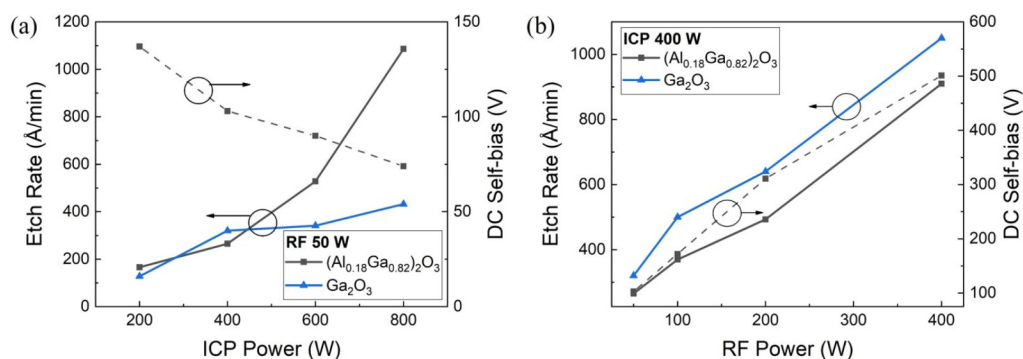 (a)
1200
1000
800
600
400
200
0
Etch Rate (Å/min)
200 400 600 800
ICP Power (W)
150
100
50
0
DC Self-bias (V)
RF 50 W
(Al0.18Ga0.82)2O3
Ga2O3
(b)
1000
800
600
400
Etch Rate (Å/min)
100 200 300 400
RF Power (W)
600
500
400
300
200
100
DC Self-bias (V)
ICP 400 W
(Al0.18Ga0.82)2O3
Ga2O3